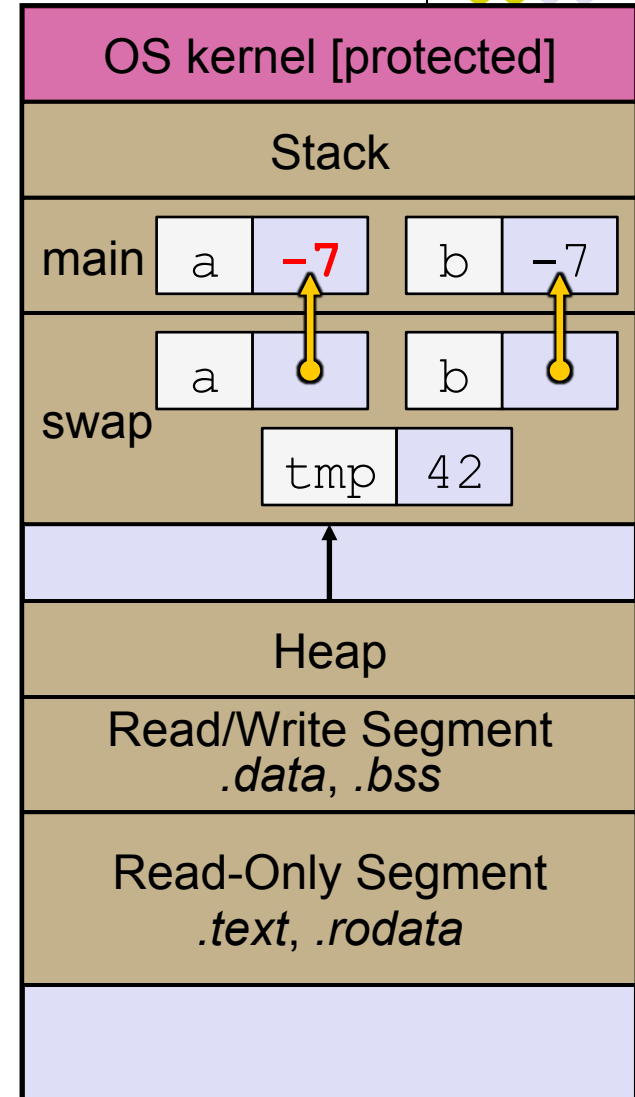 OS kernel [protected]
Stack
main a -7 b -7
a b
swap
tmp 42
Heap
Read/Write Segment
.data, .bss
Read-Only Segment
.text, .rodata